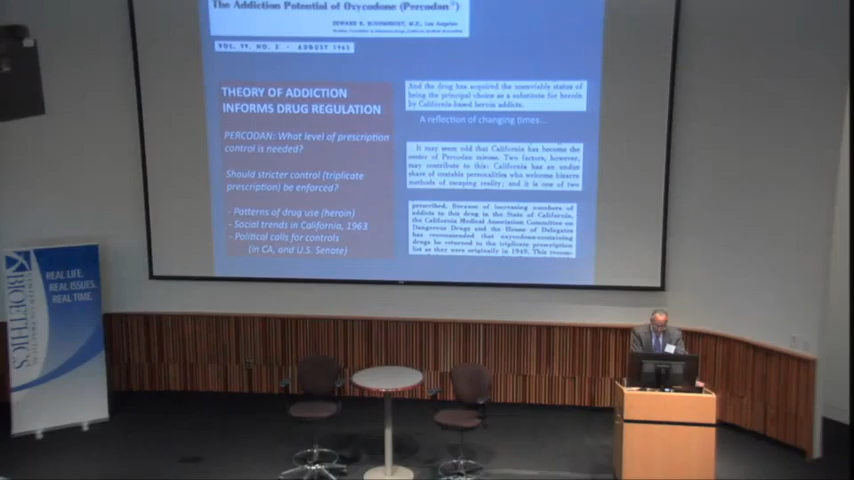 The Addiction Potential of Oxycodone (Percodan®)
VOL. 99, NO. 2 • AUGUST 1963
THEORY OF ADDICTION
INFORMS DRUG REGULATION
PERCODAN: What level of prescription
control is needed?
Should stricter control (triplicate
prescription) be enforced?
- Patterns of drug use (heroin)
- Social trends in California, 1963
- Political calls for controls
(in CA, and U.S. Senate)
And the drug has acquired the unenviable status of
being the principal choice as a substitute for heroin
by California-based heroin addicts.
A reflection of changing times...
It may seem odd that California has become the
center of Percodan misuse. Two factors, however,
may contribute to this: California has an undue
share of unstable personalities who welcome bizarre
methods of escaping reality; and it is one of two
prescribed. Because of increasing numbers of
addicts to this drug in the State of California,
the California Medical Association Committee on
Dangerous Drugs and the House of Delegates
has recommended that oxycodone-containing
drugs be returned to the triplicate prescription
list as they were originally in 1949. This recom-
BIOETHICS
REAL LIFE.
REAL ISSUES.
REAL TIME.